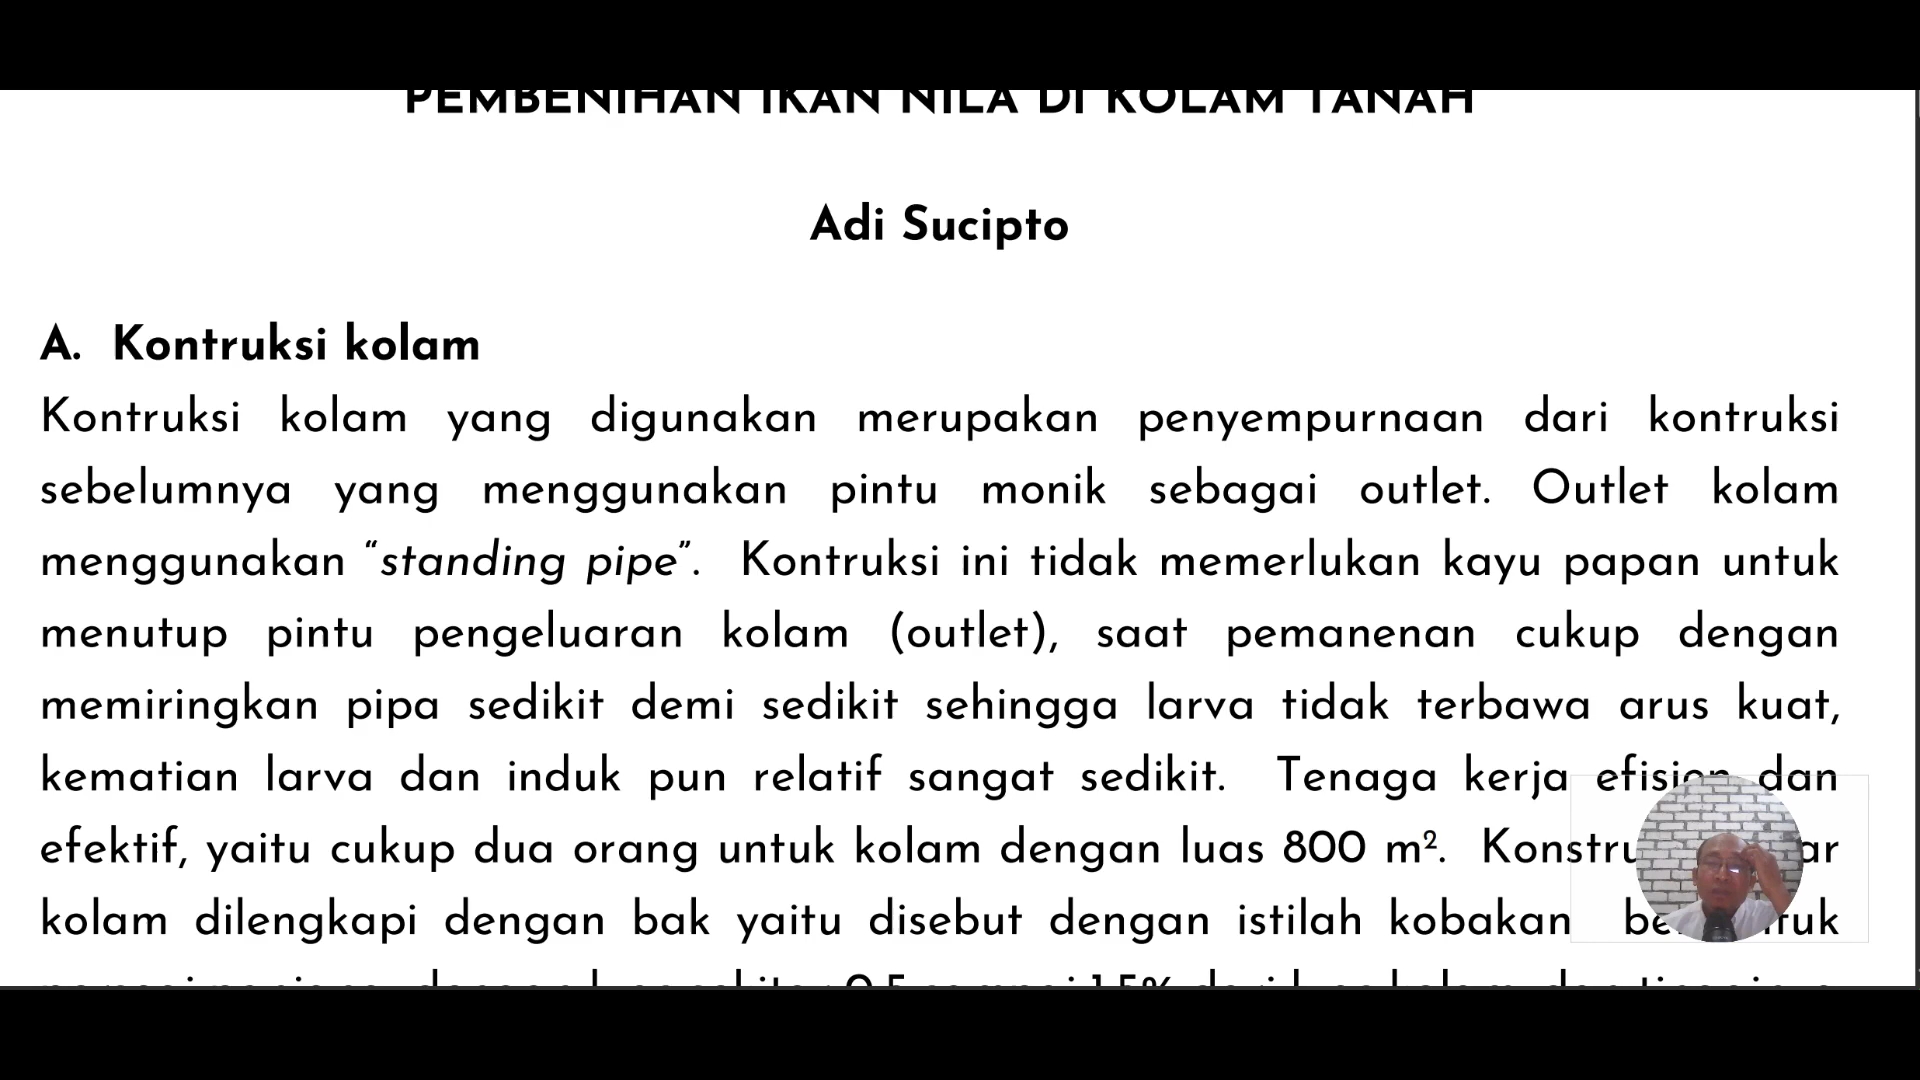 PEMBENIHAN IKAN NILA DI KOLAM TANAH
Adi Sucipto
A. Kontruksi kolam
Kontruksi kolam yang digunakan merupakan penyempurnaan dari kontruksi
sebelumnya yang menggunakan pintu monik sebagai outlet. Outlet kolam
menggunakan “standing pipe”. Kontruksi ini tidak memerlukan kayu papan untuk
menutup pintu pengeluaran kolam (outlet), saat pemanenan cukup dengan
memiringkan pipa sedikit demi sedikit sehingga larva tidak terbawa arus kuat,
kematian larva dan induk pun relatif sangat sedikit. Tenaga kerja efisien dan
efektif, yaitu cukup dua orang untuk kolam dengan luas 800 m².
kolam dilengkapi dengan bak yaitu disebut dengan istilah kobakan